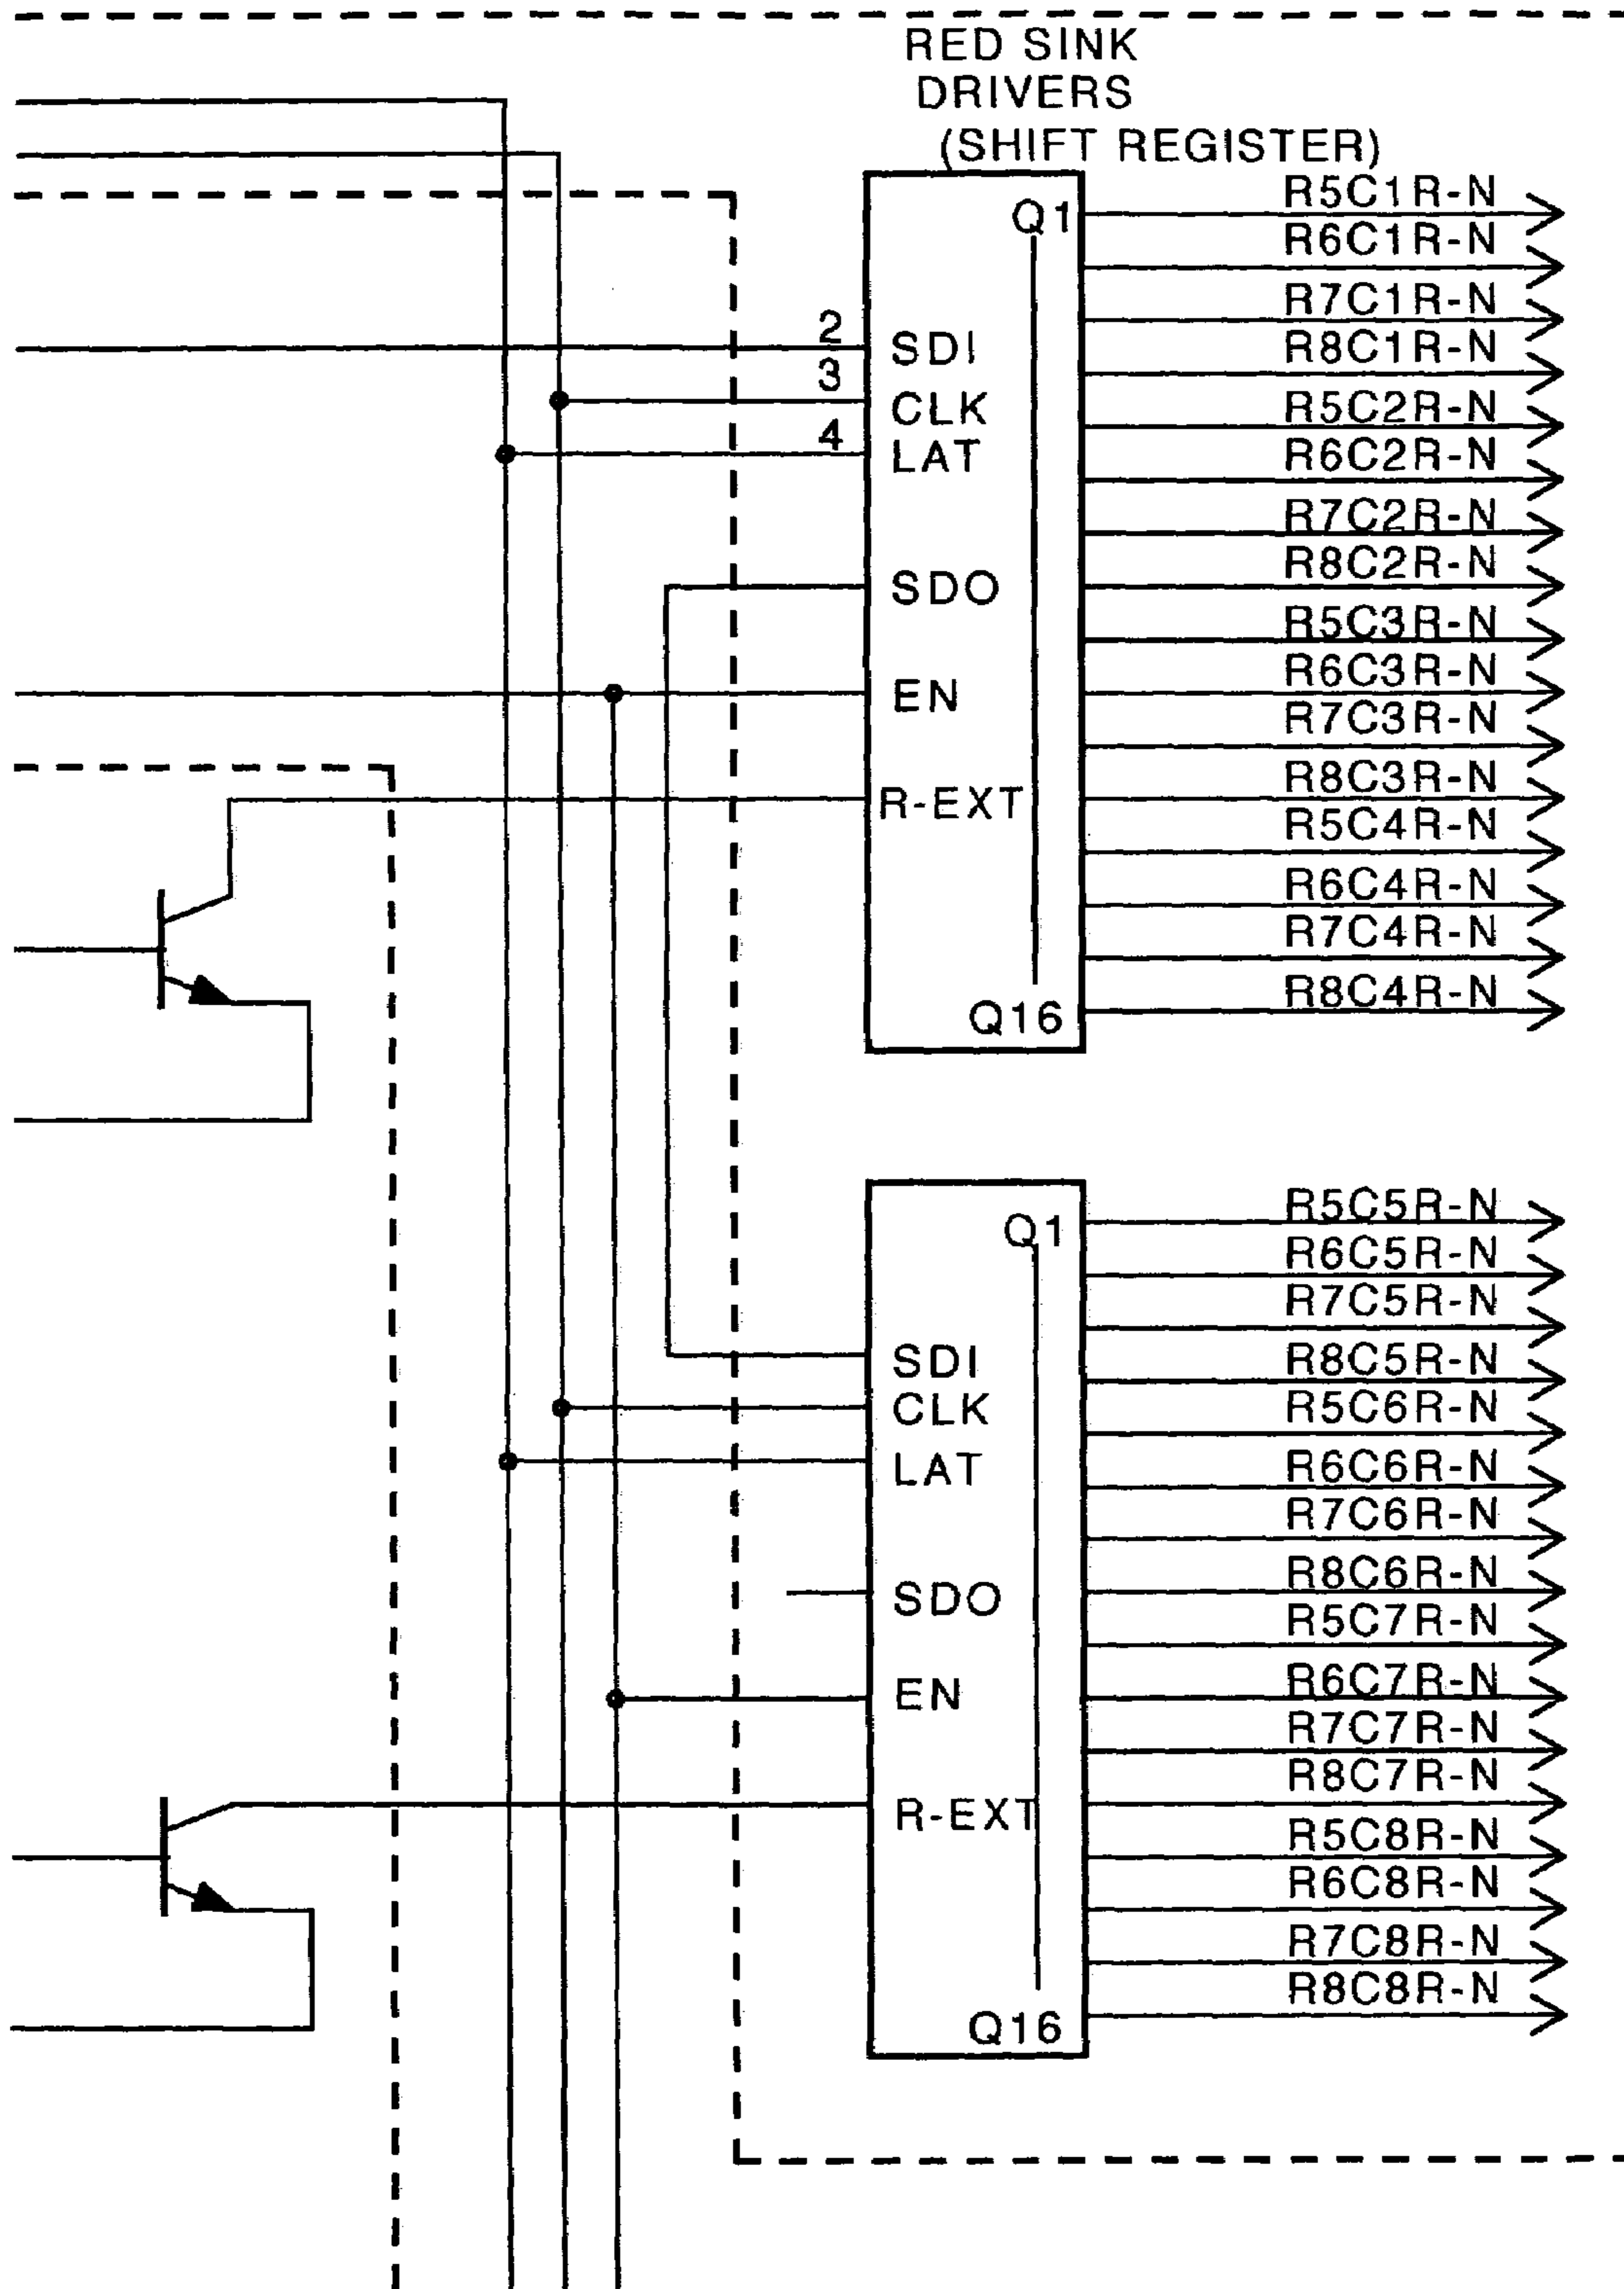 RED SINK
DRIVERS
(SHIFT REGISTER)
Q1
R5C1R-N
R6C1R-N
R7C1R-N
2
SDI
R8C1R-N
3
CLK
R5C2R-N
4
LAT
R6C2R-N
R7C2R-N
SDO
R8C2R-N
R5C3R-N
EN
R6C3R-N
R7C3R-N
R-EXT
R8C3R-N
R5C4R-N
R6C4R-N
R7C4R-N
R8C4R-N
Q16
Q1
R5C5R-N
R6C5R-N
R7C5R-N
SDI
R8C5R-N
CLK
R5C6R-N
LAT
R6C6R-N
R7C6R-N
SDO
R8C6R-N
R5C7R-N
EN
R6C7R-N
R7C7R-N
R8C7R-N
R-EXT
R5C8R-N
R6C8R-N
R7C8R-N
R8C8R-N
Q16